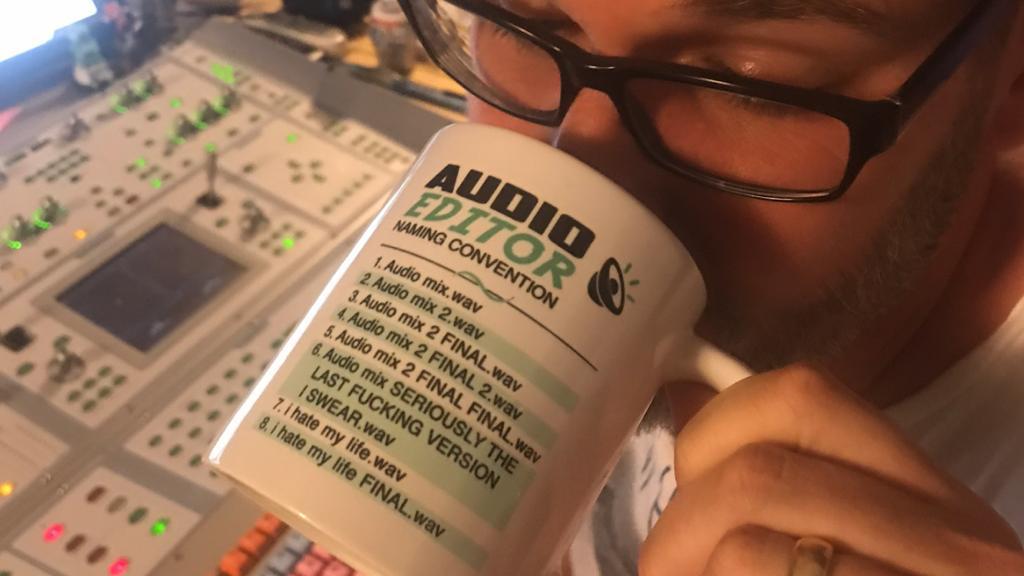 AUDIO
EDITOR
NAMING CONVENTION
1. Audio mix.wav
2. Audio mix 2.wav
3. Audio mix 2 FINAL.wav
4. Audio mix 2 FINAL 2.wav
5. Audio mix 2 FINAL FINAL.wav
6. Audio mix SERIOUSLY THE
LAST FUCKING VERSION
I SWEAR.wav
7. i hate my life.wav
8. i hate my life FINAL.wav